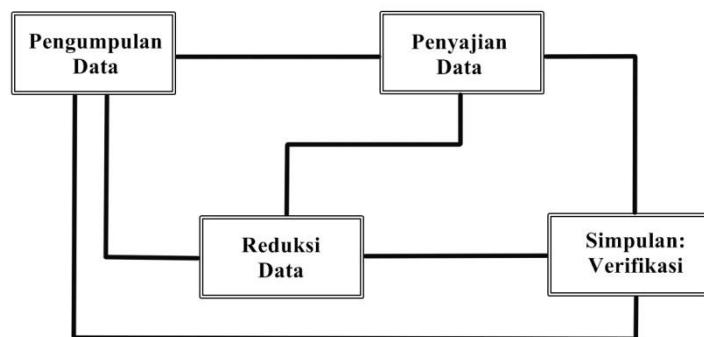 Pengumpulan
Data
Penyajian
Data
Reduksi
Data
Simpulan:
Verifikasi